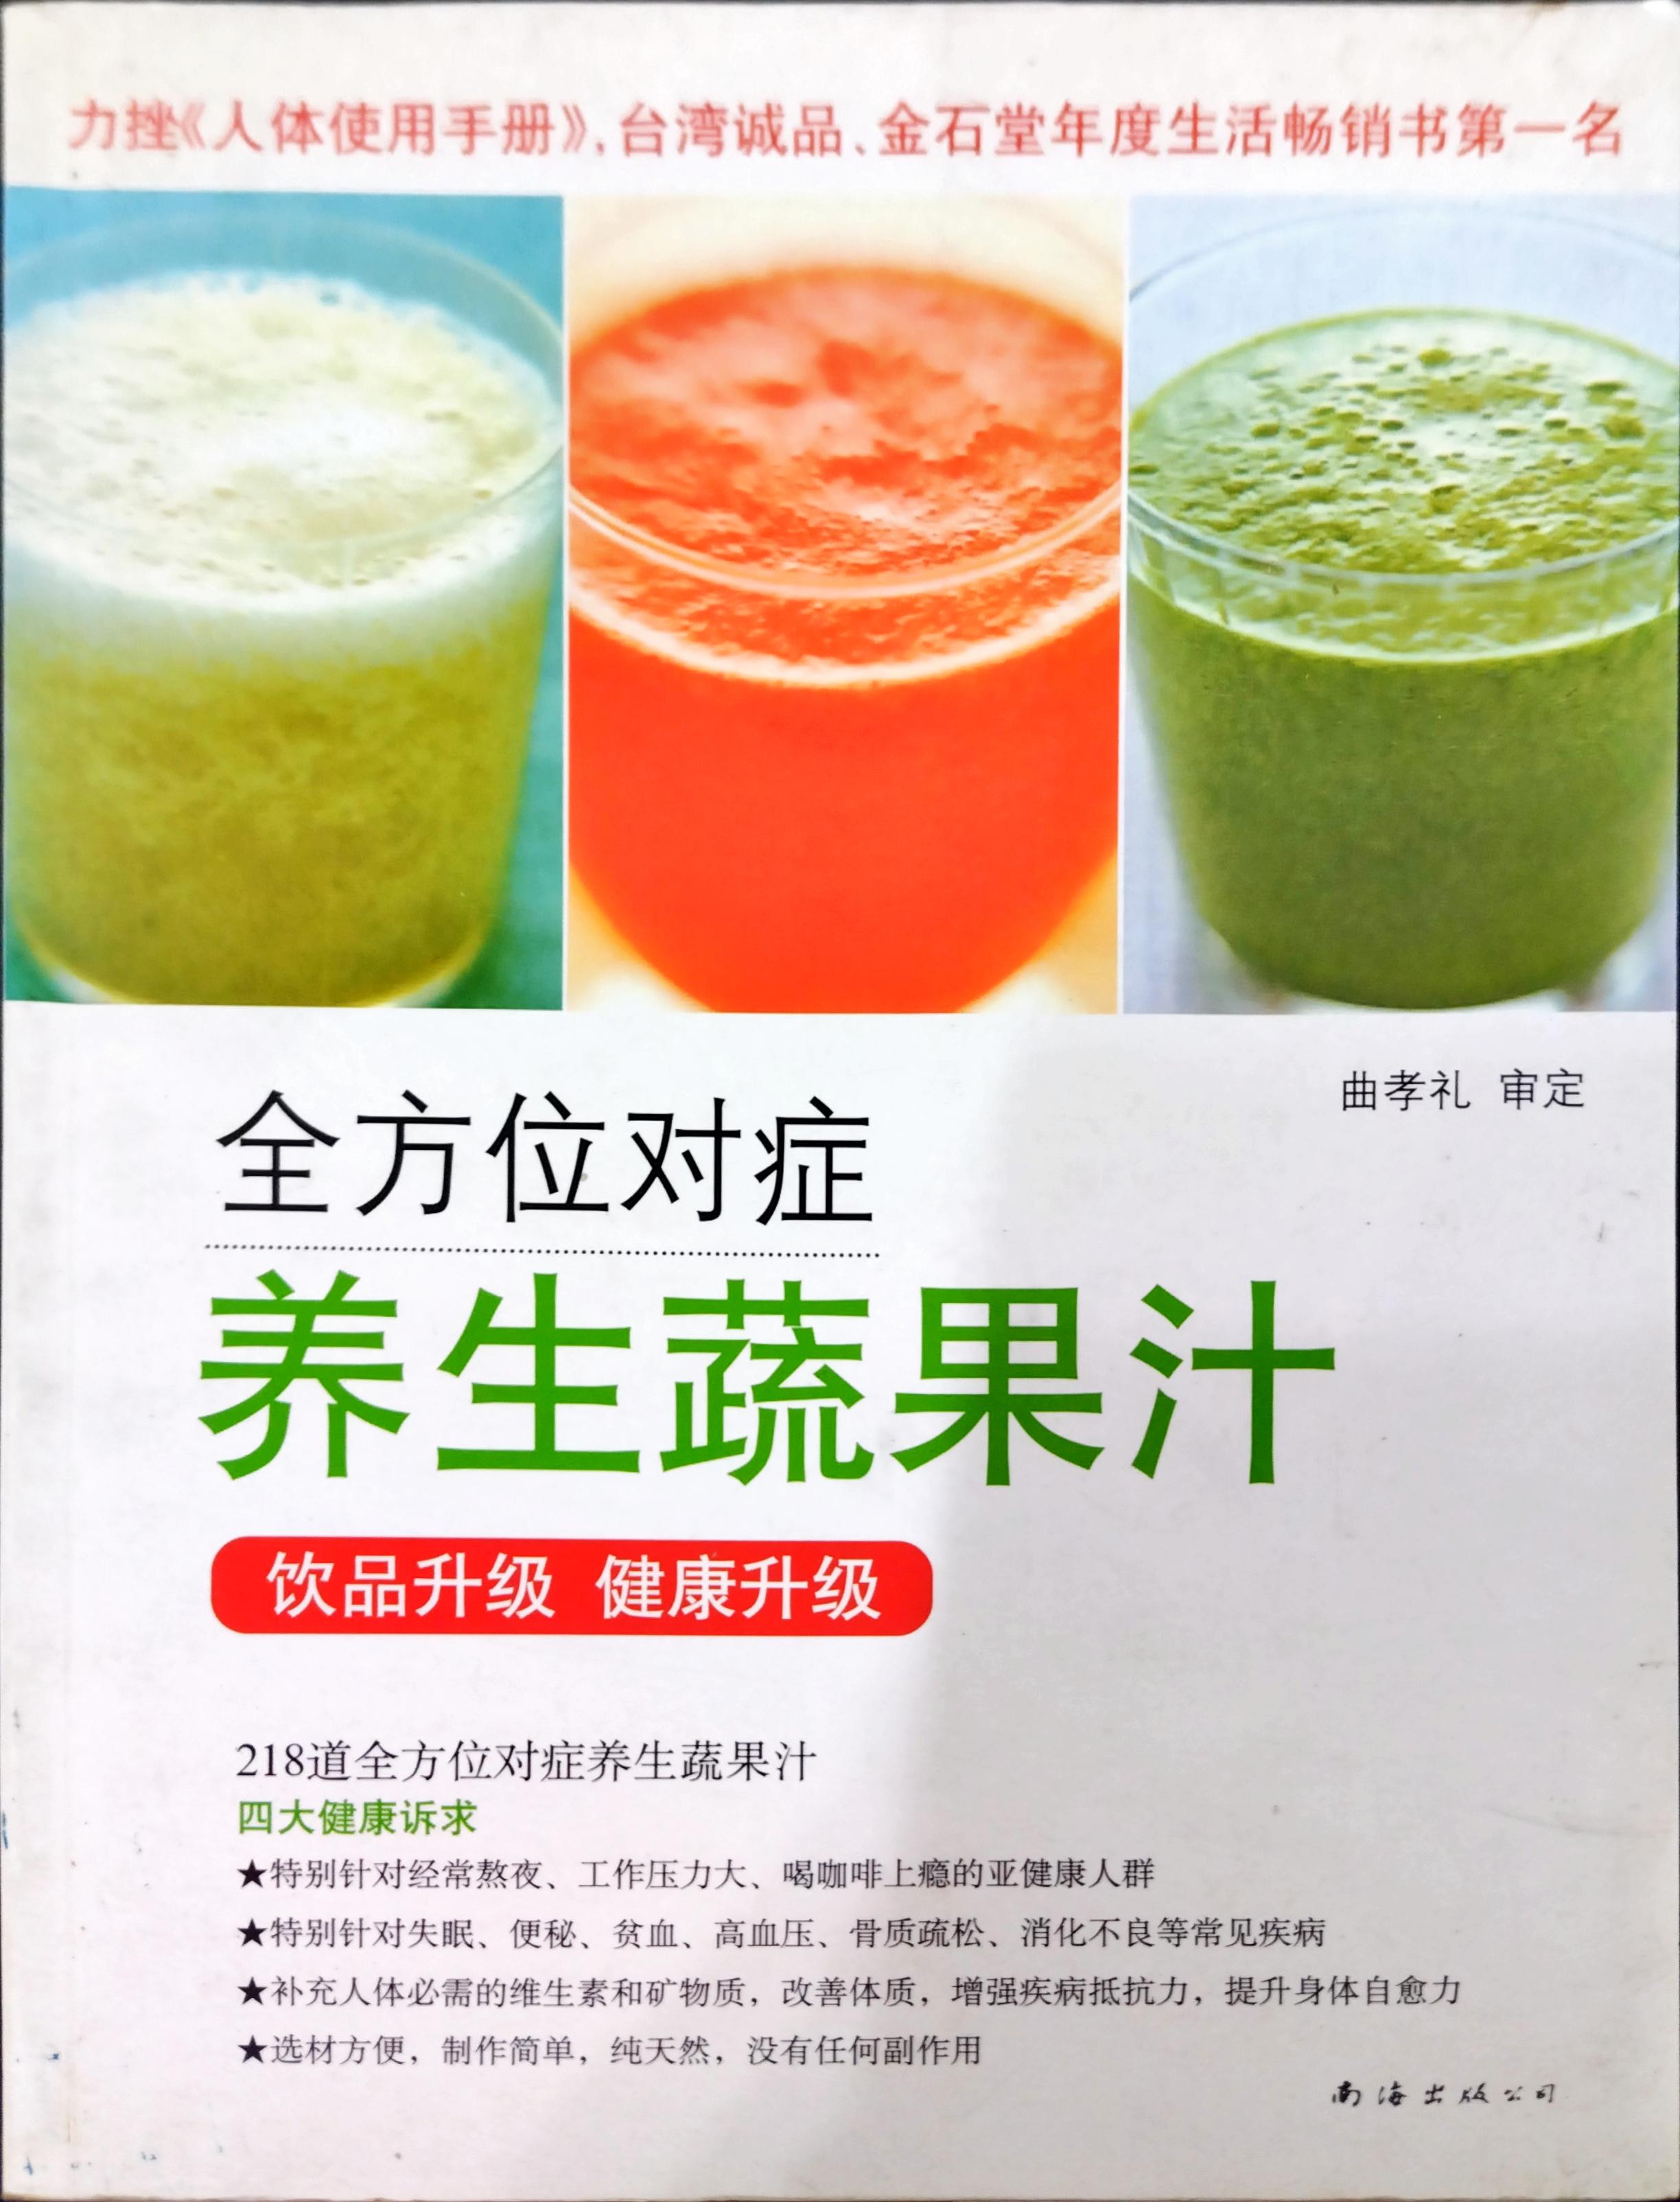 力挫《人体使用手册》,台湾诚品、金石堂年度生活畅销书第一名
曲孝礼 审定
全方位对症
养生蔬果汁
饮品升级 健康升级
218道全方位对症养生蔬果汁
四大健康诉求
★特别针对经常熬夜、工作压力大、喝咖啡上瘾的亚健康人群
★特别针对失眠、便秘、贫血、高血压、骨质疏松、消化不良等常见疾病
★补充人体必需的维生素和矿物质，改善体质，增强疾病抵抗力，提升身体自愈力
★选材方便，制作简单，纯天然，没有任何副作用
南海出版公司